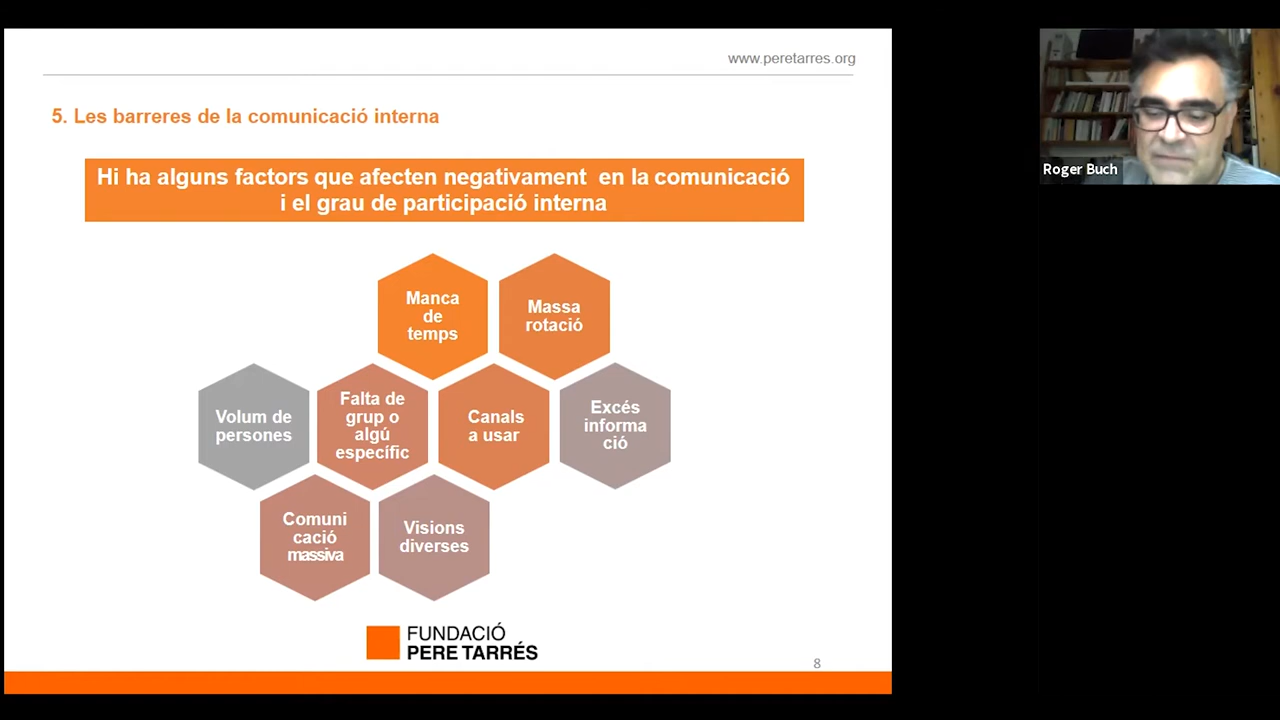 www.peretarres.org
5. Les barreres de la comunicació interna
Hi ha alguns factors que afecten negativament en la comunicació
i el grau de participació interna
Manca
de
temps
Massa
rotació
Volum de
persones
Falta de
grup o
algú
específic
Canals
a usar
Excés
informa
ció
Comuni
cació
massiva
Visions
diverses
FUNDACIÓ
PERE TARRÉS
8
Roger Buch